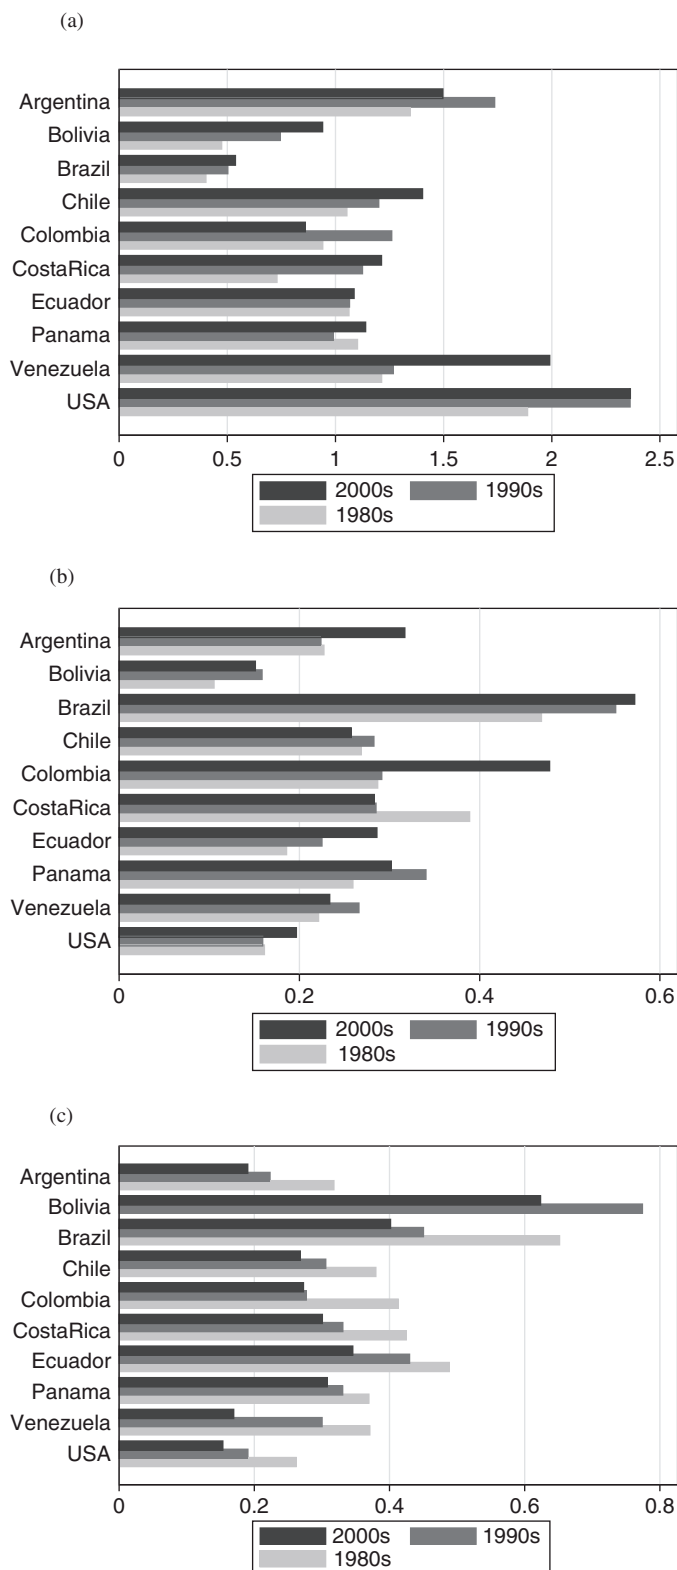 (a)
Argentina
Bolivia
Brazil
Chile
Colombia
CostaRica
Ecuador
Panama
Venezuela
USA
0 0.5 1 1.5 2 2.5
2000s 1990s
1980s
(b)
Argentina
Bolivia
Brazil
Chile
Colombia
CostaRica
Ecuador
Panama
Venezuela
USA
0 0.2 0.4 0.6
2000s 1990s
1980s
(c)
Argentina
Bolivia
Brazil
Chile
Colombia
CostaRica
Ecuador
Panama
Venezuela
USA
0 0.2 0.4 0.6 0.8
2000s 1990s
1980s